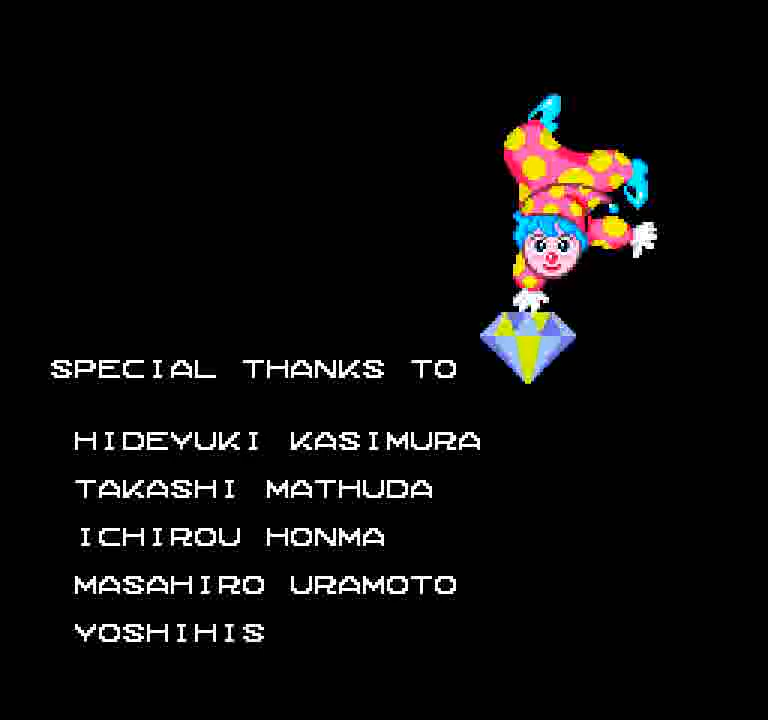 SPECIAL THANKS TO
HIDEYUKI KASIMURA
TAKASHI MATHUDA
ICHIROU HONMA
MASAHIRO URAMOTO
YOSHIHIS